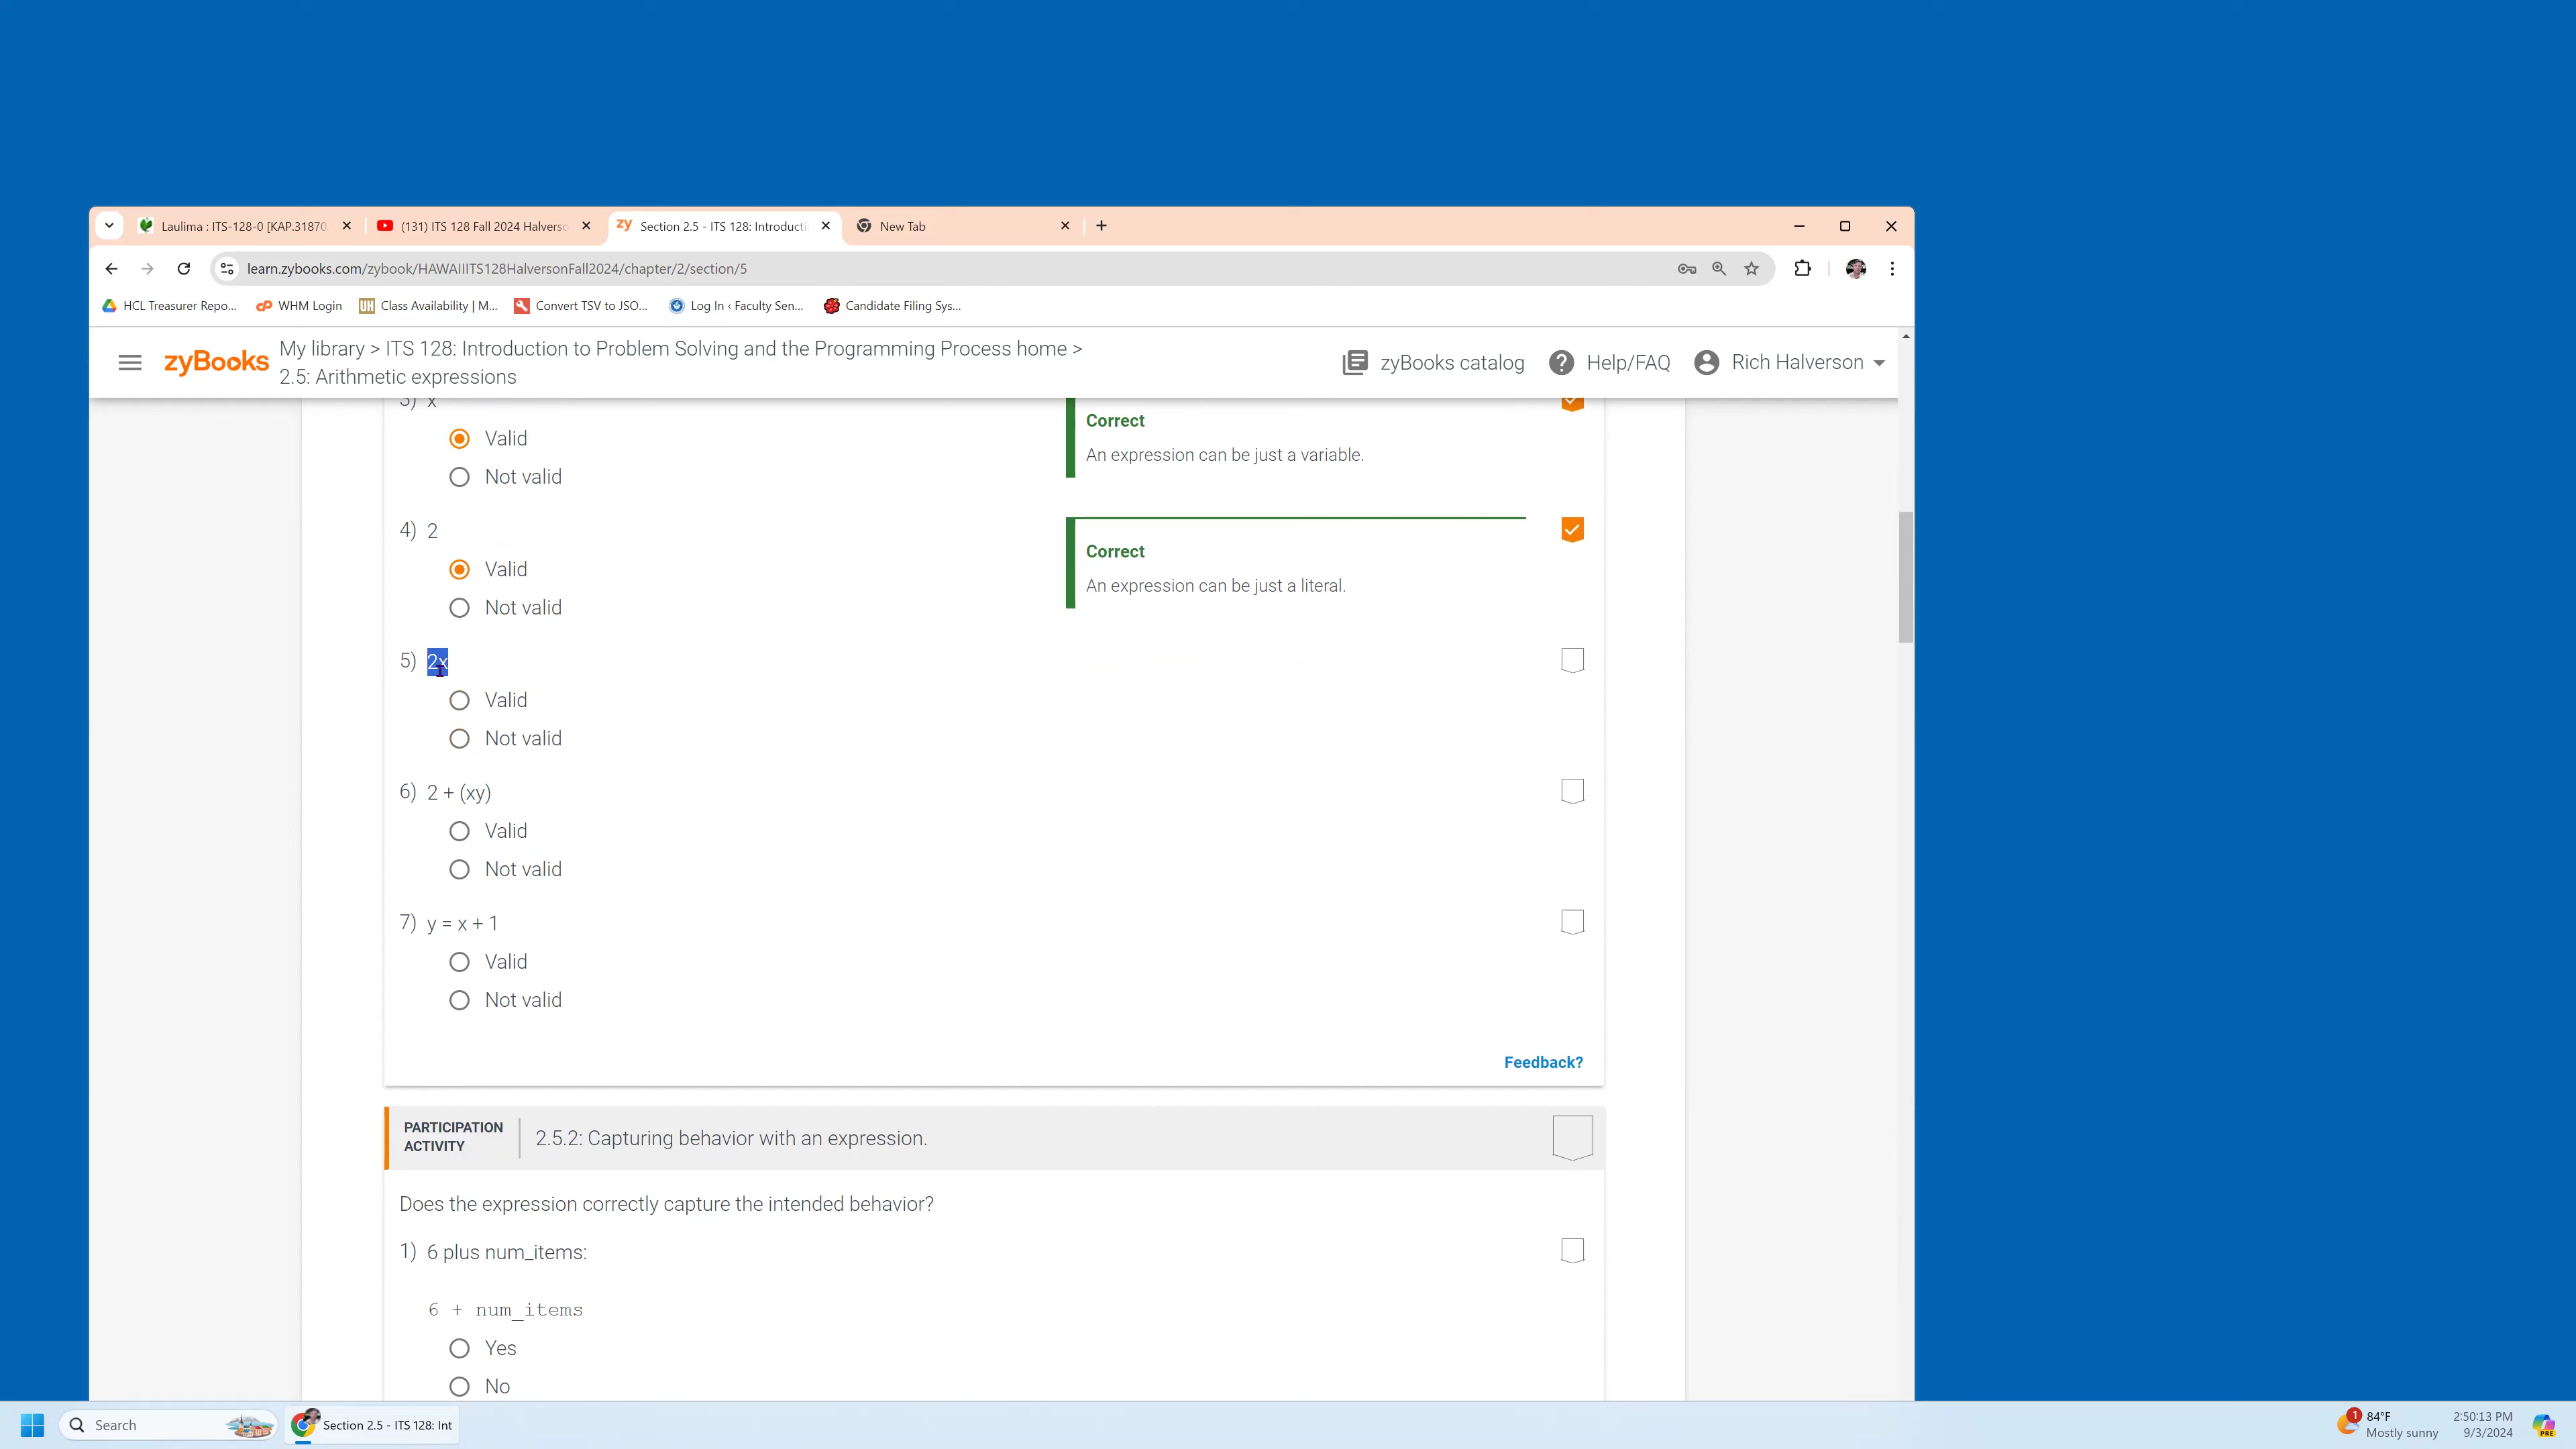 Laulima : ITS-128-0 [KAP.31870
(131) ITS 128 Fall 2024 Halverso
zy Section 2.5 - ITS 128: Introducti
New Tab
learn.zybooks.com/zybook/HAWAIIITS128HalversonFall2024/chapter/2/section/5
HCL Treasurer Repo...
cP WHM Login
UH Class Availability | M...
Convert TSV to JSO...
Log In ‹ Faculty Sen...
Candidate Filing Sys...
zyBooks
My library > ITS 128: Introduction to Problem Solving and the Programming Process home >
2.5: Arithmetic expressions
zyBooks catalog
Help/FAQ
Rich Halverson
3) x
Correct
Valid
An expression can be just a variable.
Not valid
4) 2
Correct
Valid
An expression can be just a literal.
Not valid
5) 2x
Valid
Not valid
6) 2 + (xy)
Valid
Not valid
7) y = x + 1
Valid
Not valid
Feedback?
PARTICIPATION
ACTIVITY
2.5.2: Capturing behavior with an expression.
Does the expression correctly capture the intended behavior?
1) 6 plus num_items:
6 + num_items
Yes
No
Search
Section 2.5 - ITS 128: Int
1
84°F
Mostly sunny
2:50:13 PM
9/3/2024
PRE